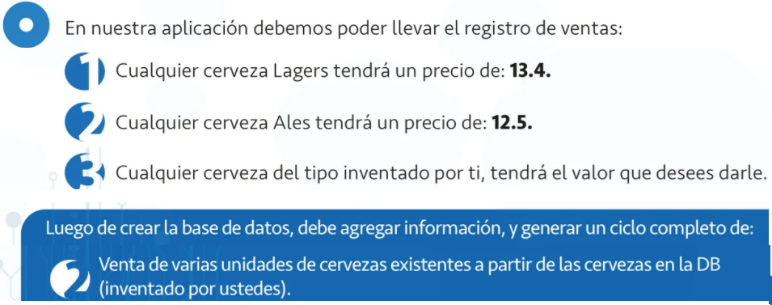 En nuestra aplicación debemos poder llevar el registro de ventas:
1 Cualquier cerveza Lagers tendrá un precio de: 13.4.
2 Cualquier cerveza Ales tendrá un precio de: 12.5.
3 Cualquier cerveza del tipo inventado por ti, tendrá el valor que desees darle.
Luego de crear la base de datos, debe agregar información, y generar un ciclo completo de:
2 Venta de varias unidades de cervezas existentes a partir de las cervezas en la DB
(inventado por ustedes).